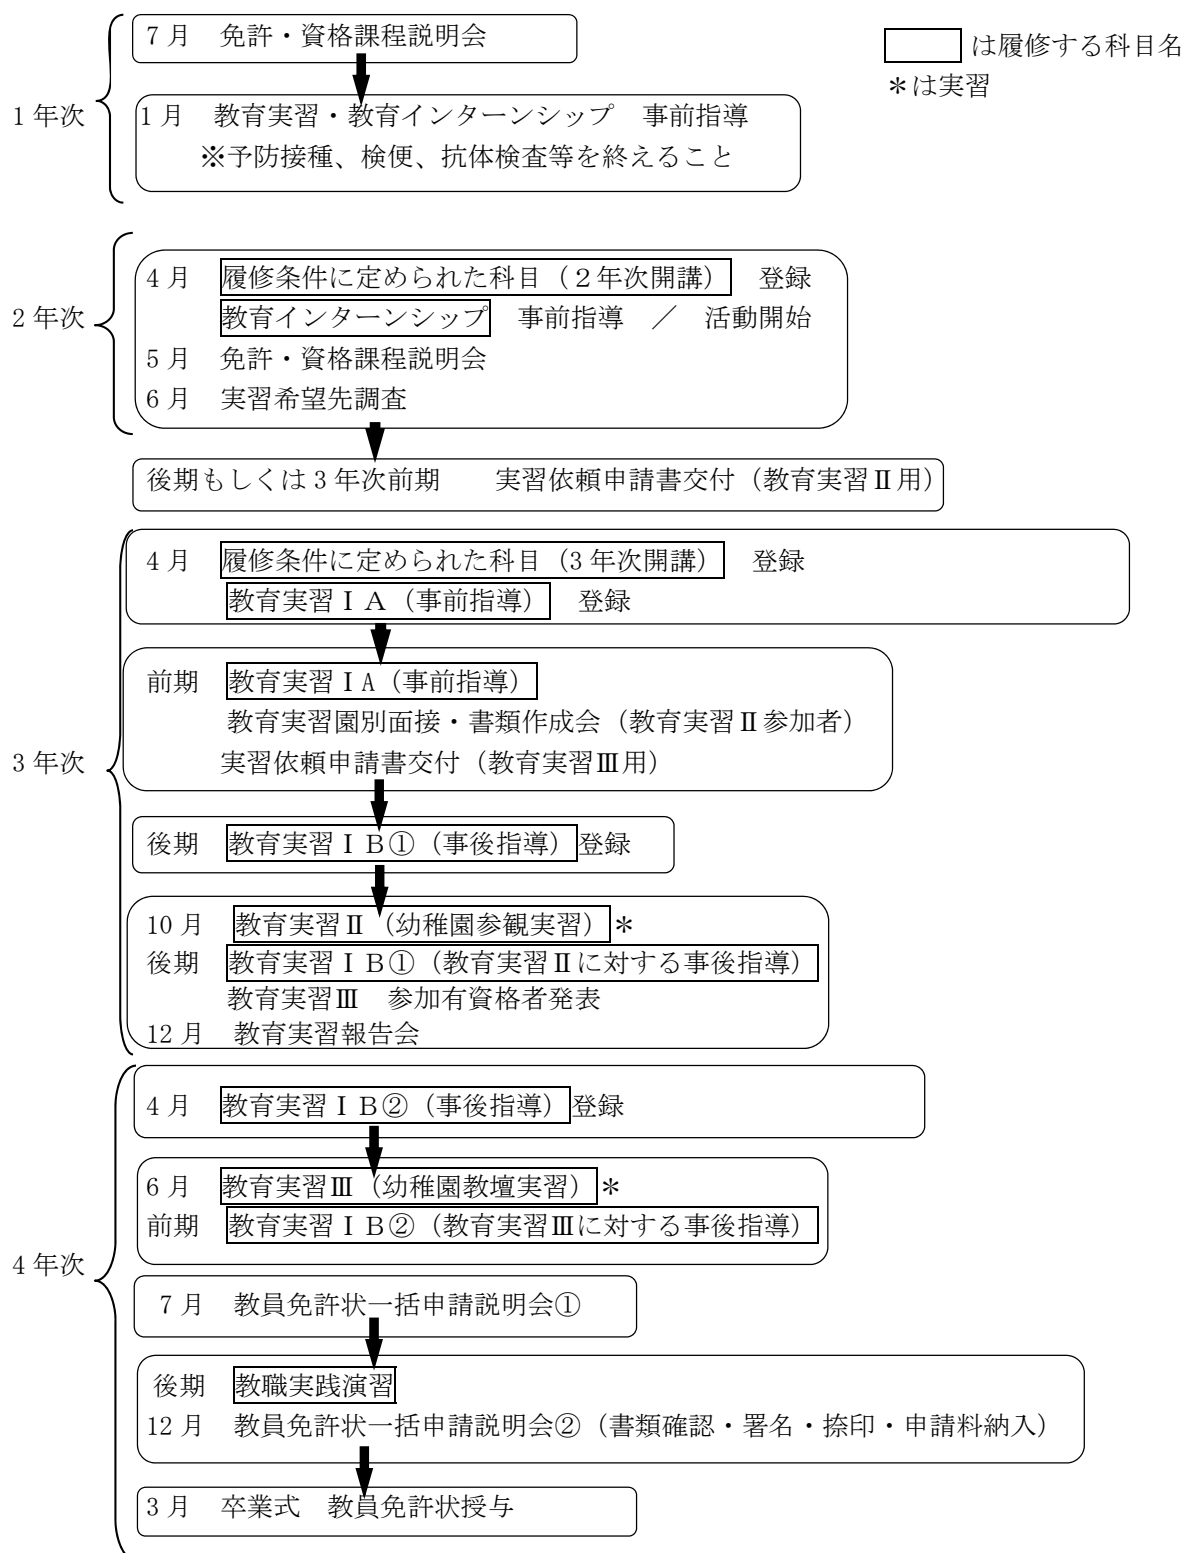 7月 免許・資格課程説明会
は履修する科目名
＊は実習
1年次
1月 教育実習・教育インターンシップ 事前指導
※予防接種、検便、抗体検査等を終えること
2年次
4月 履修条件に定められた科目（２年次開講） 登録
教育インターンシップ 事前指導 ／ 活動開始
5月 免許・資格課程説明会
6月 実習希望先調査
後期もしくは3年次前期 実習依頼申請書交付（教育実習Ⅱ用）
3年次
4月 履修条件に定められた科目（3年次開講） 登録
教育実習ⅠＡ（事前指導） 登録
前期 教育実習ⅠA（事前指導）
教育実習園別面接・書類作成会（教育実習Ⅱ参加者）
実習依頼申請書交付（教育実習Ⅲ用）
後期 教育実習ⅠＢ①（事後指導）登録
10月 教育実習Ⅱ（幼稚園参観実習）＊
後期 教育実習ⅠＢ①（教育実習Ⅱに対する事後指導）
教育実習Ⅲ 参加有資格者発表
12月 教育実習報告会
4年次
4月 教育実習ⅠＢ②（事後指導）登録
6月 教育実習Ⅲ（幼稚園教壇実習）＊
前期 教育実習ⅠＢ②（教育実習Ⅲに対する事後指導）
7月 教員免許状一括申請説明会①
後期 教職実践演習
12月 教員免許状一括申請説明会②（書類確認・署名・捺印・申請料納入）
3月 卒業式 教員免許状授与